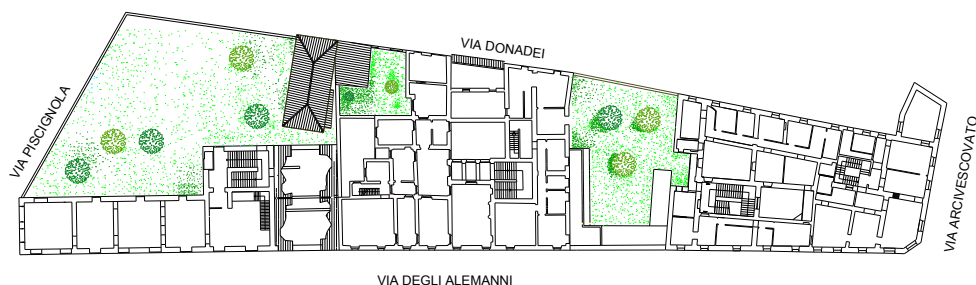 VIA DONADEI
VIA PISCIGNOLA
VIA ARCIVESCOVATO
VIA DEGLI ALEMANNI